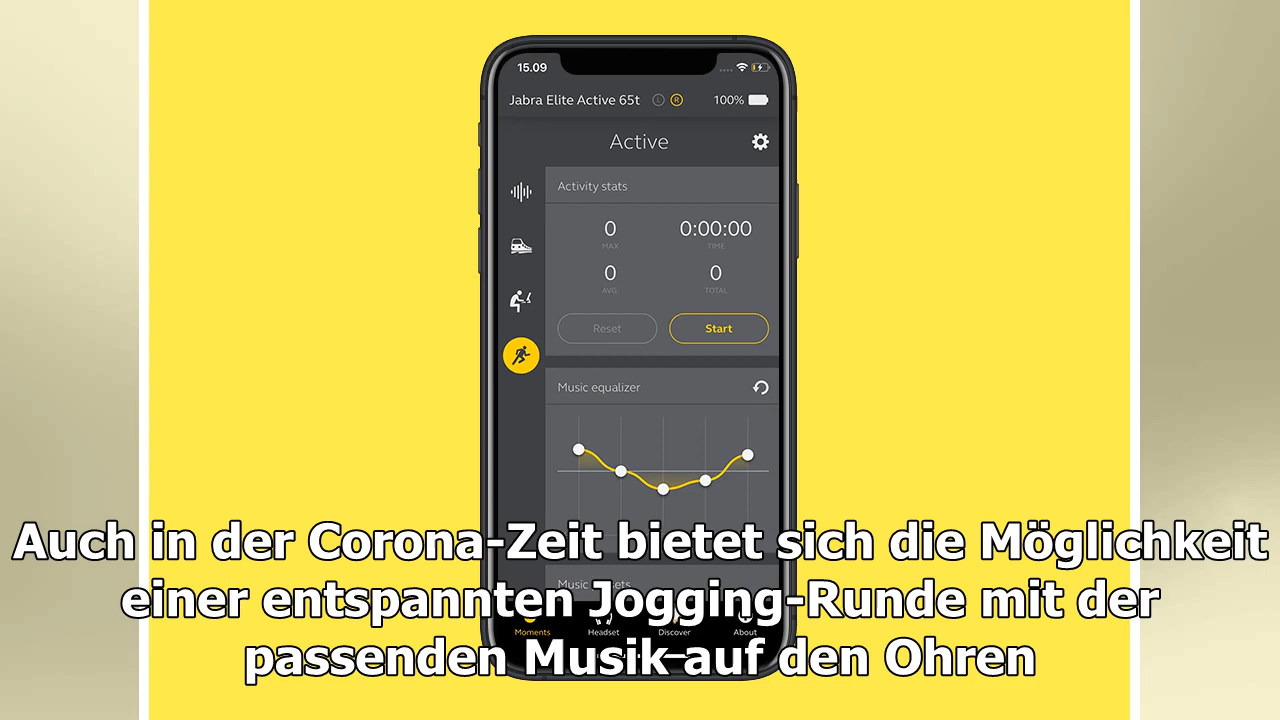 15.09
Jabra Elite Active 65t L R 100%
Active
Activity stats
0 0:00:00
MAX TIME
0 0
AVG. TOTAL
Reset Start
Music equalizer
Auch in der Corona-Zeit bietet sich die Möglichkeit
Music
einer entspannten Jogging-Runde mit der
Moments Headset Discover About
passenden Musik auf den Ohren